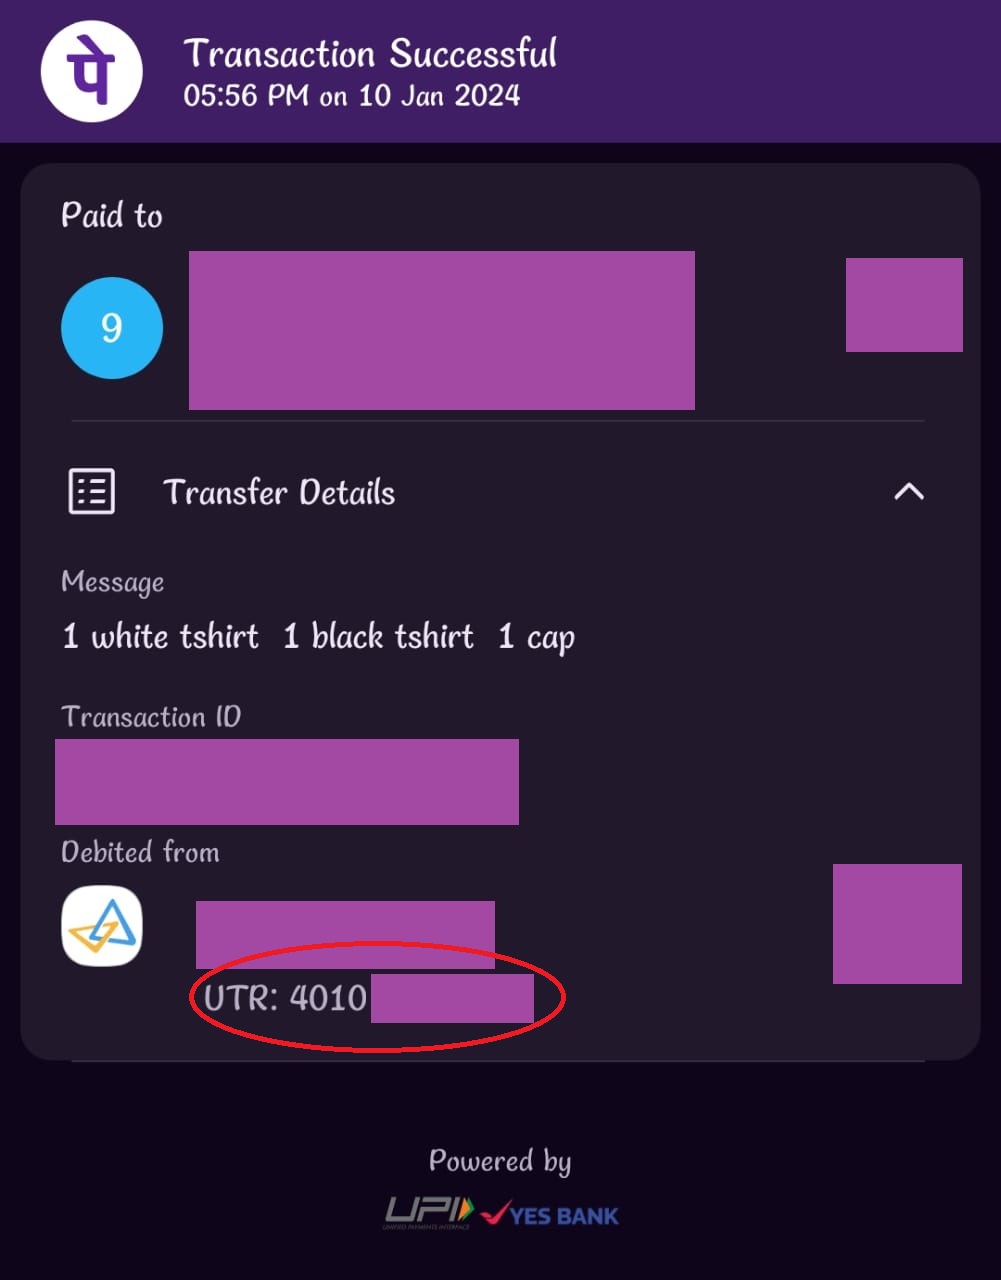 पे
Transaction Successful
05:56 PM on 10 Jan 2024
Paid to
9
Transfer Details
Message
1 white tshirt 1 black tshirt 1 cap
Transaction ID
Debited from
UTR: 4010
Powered by
UPI YES BANK
UNIFIED PAYMENTS INTERFACE